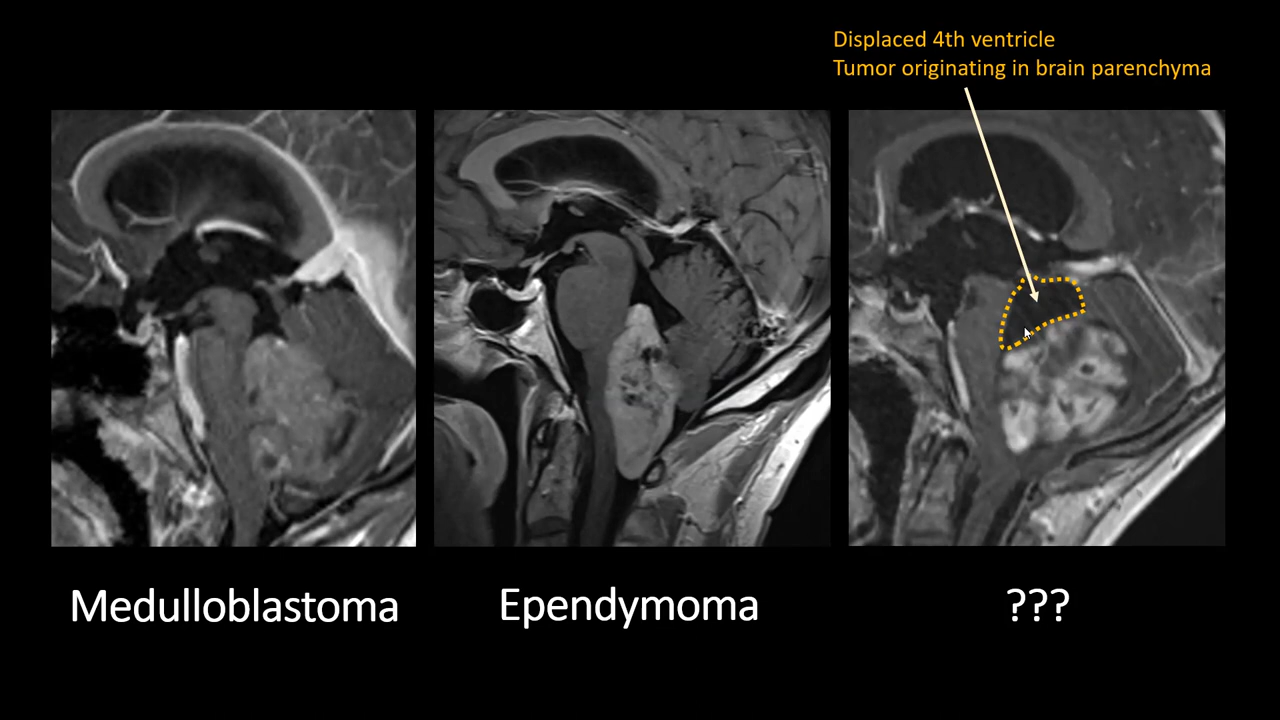 Displaced 4th ventricle
Tumor originating in brain parenchyma
Medulloblastoma
Ependymoma
???